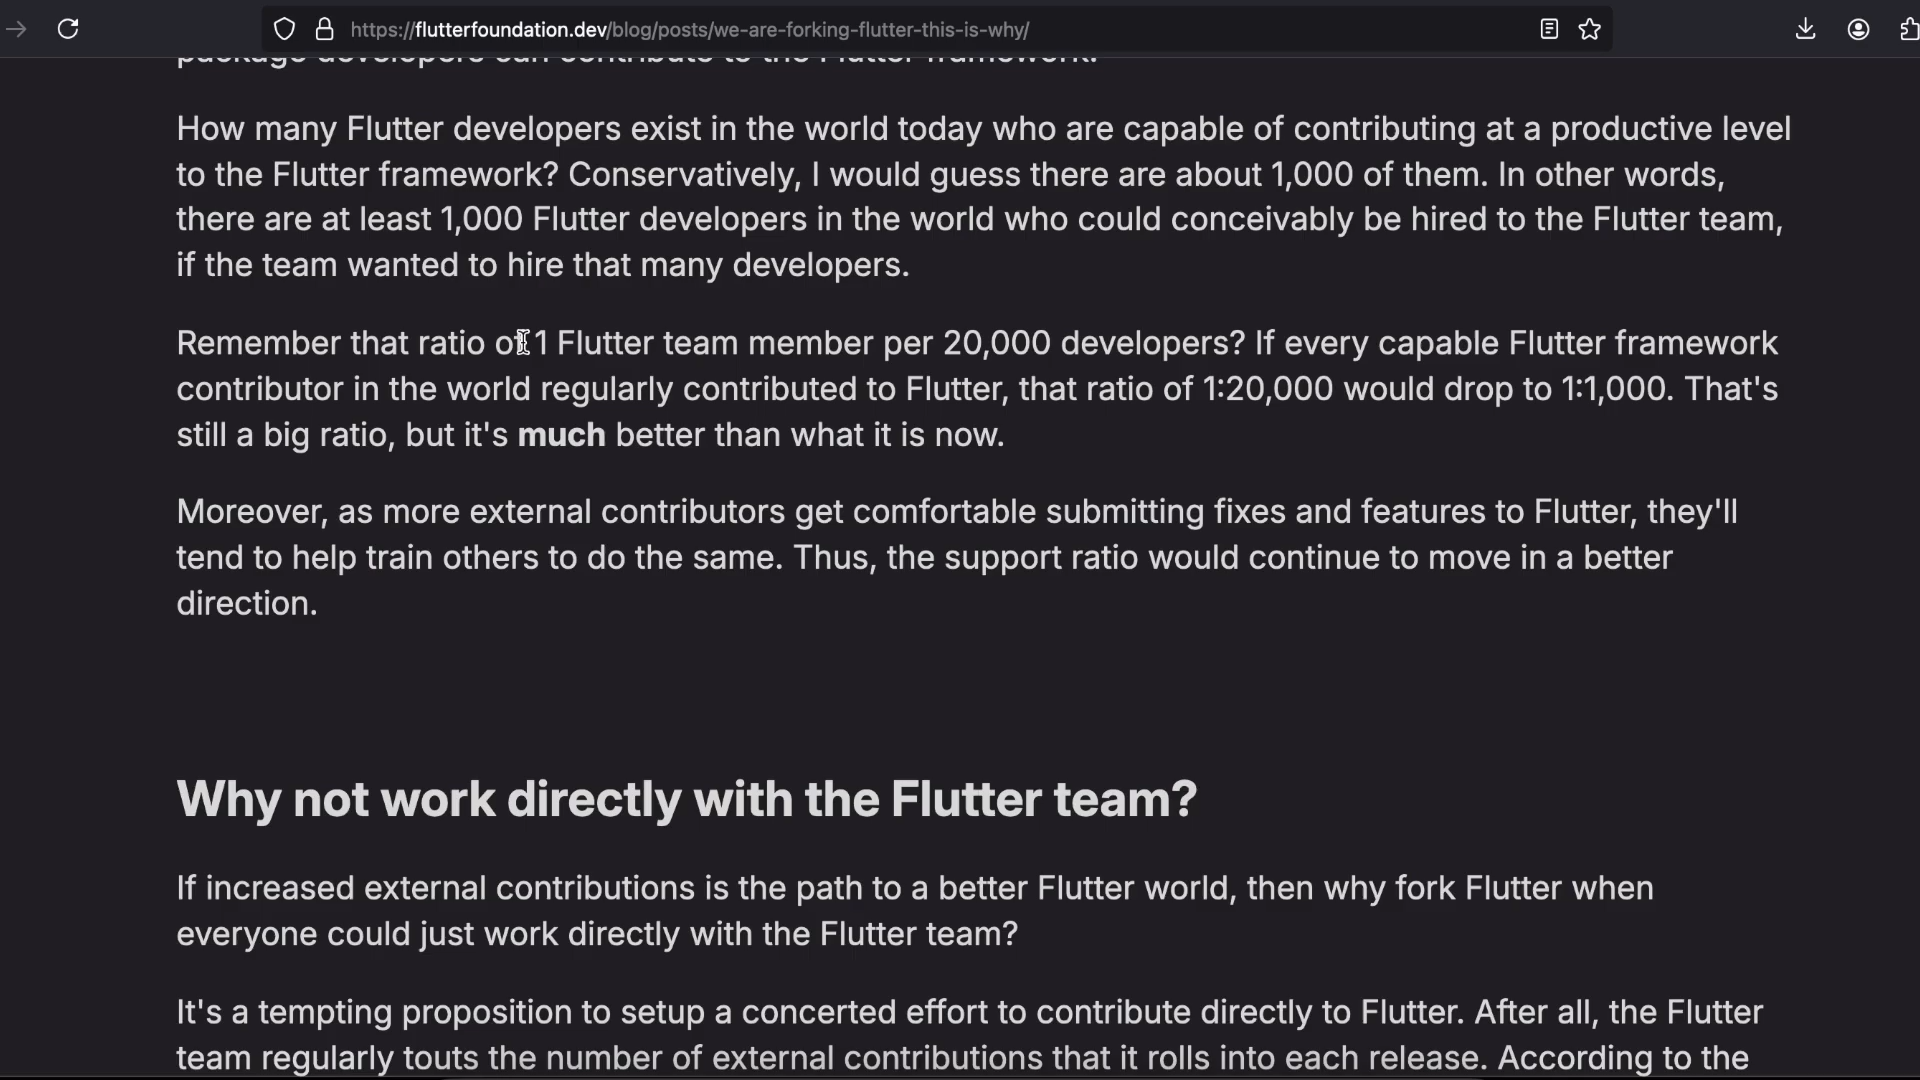 https://flutterfoundation.dev/blog/posts/we-are-forking-flutter-this-is-why/
package developers can contribute to the Flutter framework.
How many Flutter developers exist in the world today who are capable of contributing at a productive level
to the Flutter framework? Conservatively, I would guess there are about 1,000 of them. In other words,
there are at least 1,000 Flutter developers in the world who could conceivably be hired to the Flutter team,
if the team wanted to hire that many developers.
Remember that ratio of 1 Flutter team member per 20,000 developers? If every capable Flutter framework
contributor in the world regularly contributed to Flutter, that ratio of 1:20,000 would drop to 1:1,000. That's
still a big ratio, but it's much better than what it is now.
Moreover, as more external contributors get comfortable submitting fixes and features to Flutter, they'll
tend to help train others to do the same. Thus, the support ratio would continue to move in a better
direction.
Why not work directly with the Flutter team?
If increased external contributions is the path to a better Flutter world, then why fork Flutter when
everyone could just work directly with the Flutter team?
It's a tempting proposition to setup a concerted effort to contribute directly to Flutter. After all, the Flutter
team regularly touts the number of external contributions that it rolls into each release. According to the